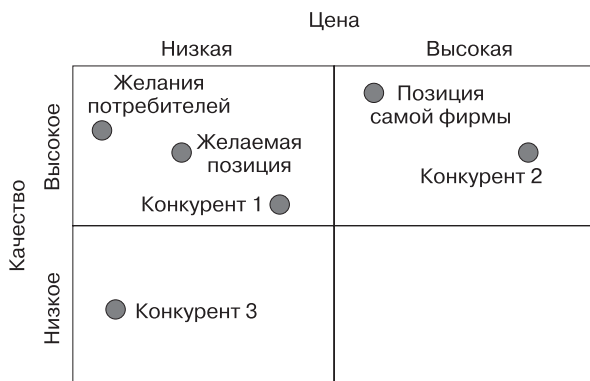 Цена
Низкая
Высокая
Качество
Высокое
Низкое
Желания
потребителей
Желаемая
позиция
Конкурент 1
Позиция
самой фирмы
Конкурент 2
Конкурент 3